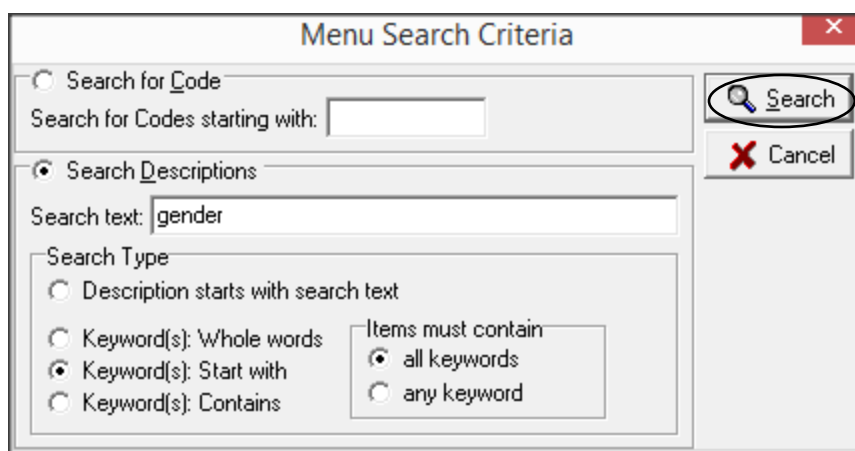 Menu Search Criteria
Search for Code
Search for Codes starting with:
Search
Cancel
Search Descriptions
Search text: gender
Search Type
Description starts with search text
Keyword(s): Whole words
Keyword(s): Start with
Keyword(s): Contains
Items must contain
all keywords
any keyword